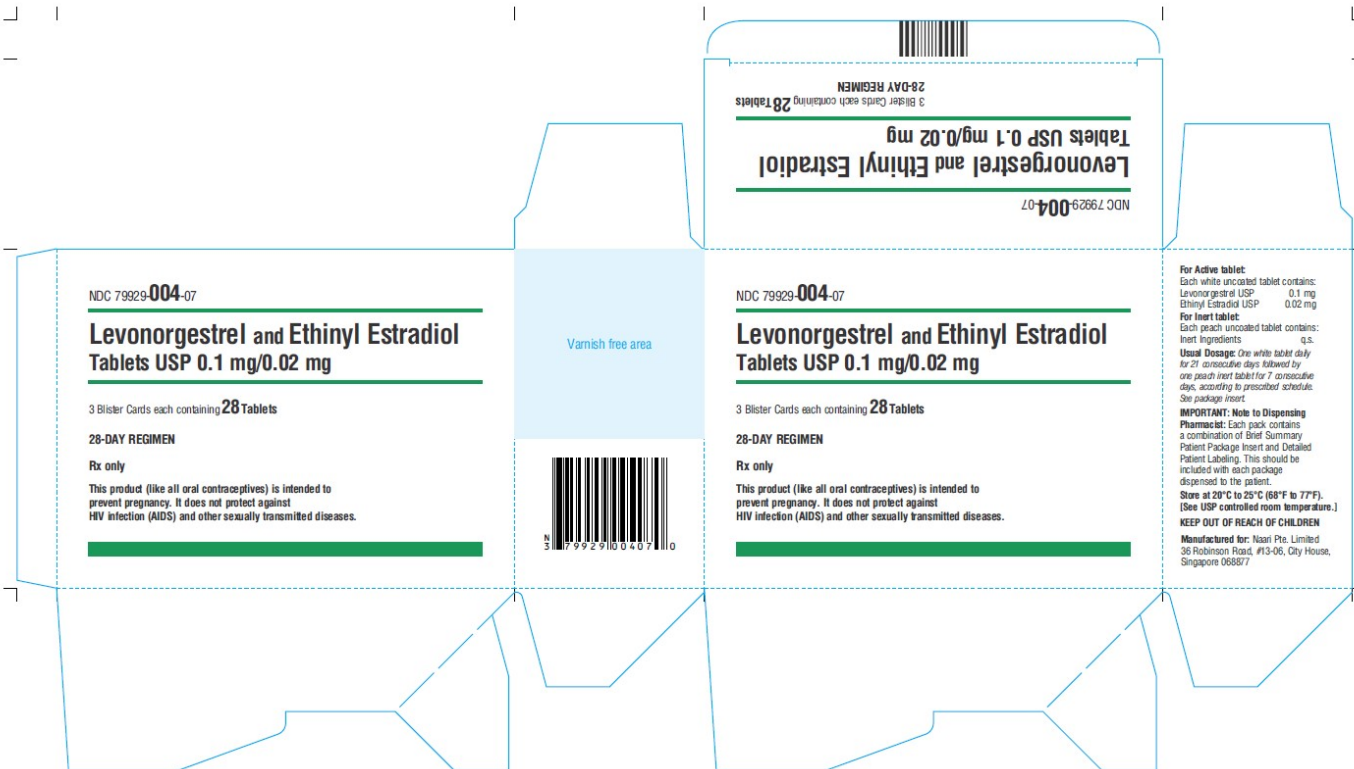 28-DAY REGIMEN
3 Blister Cards each containing 28 Tablets
Tablets USP 0.1 mg/0.02 mg
Levonorgestrel and Ethinyl Estradiol
NDC 79929-004-07
NDC 79929-004-07
Levonorgestrel and Ethinyl Estradiol
Tablets USP 0.1 mg/0.02 mg
3 Blister Cards each containing 28 Tablets
28-DAY REGIMEN
Rx only
This product (like all oral contraceptives) is intended to
prevent pregnancy. It does not protect against
HIV infection (AIDS) and other sexually transmitted diseases.
Varnish free area
N
3 79929 00407 0
NDC 79929-004-07
Levonorgestrel and Ethinyl Estradiol
Tablets USP 0.1 mg/0.02 mg
3 Blister Cards each containing 28 Tablets
28-DAY REGIMEN
Rx only
This product (like all oral contraceptives) is intended to
prevent pregnancy. It does not protect against
HIV infection (AIDS) and other sexually transmitted diseases.
For Active tablet:
Each white uncoated tablet contains:
Levonorgestrel USP 0.1 mg
Ethinyl Estradiol USP 0.02 mg
For Inert tablet:
Each peach uncoated tablet contains:
Inert Ingredients q.s.
Usual Dosage: One white tablet daily
for 21 consecutive days followed by
one peach inert tablet for 7 consecutive
days, according to prescribed schedule.
See package insert.
IMPORTANT: Note to Dispensing
Pharmacist: Each pack contains
a combination of Brief Summary
Patient Package Insert and Detailed
Patient Labeling. This should be
included with each package
dispensed to the patient.
Store at 20°C to 25°C (68°F to 77°F).
[See USP controlled room temperature.]
KEEP OUT OF REACH OF CHILDREN
Manufactured for: Naari Pte. Limited
36 Robinson Road, #13-06, City House,
Singapore 068877